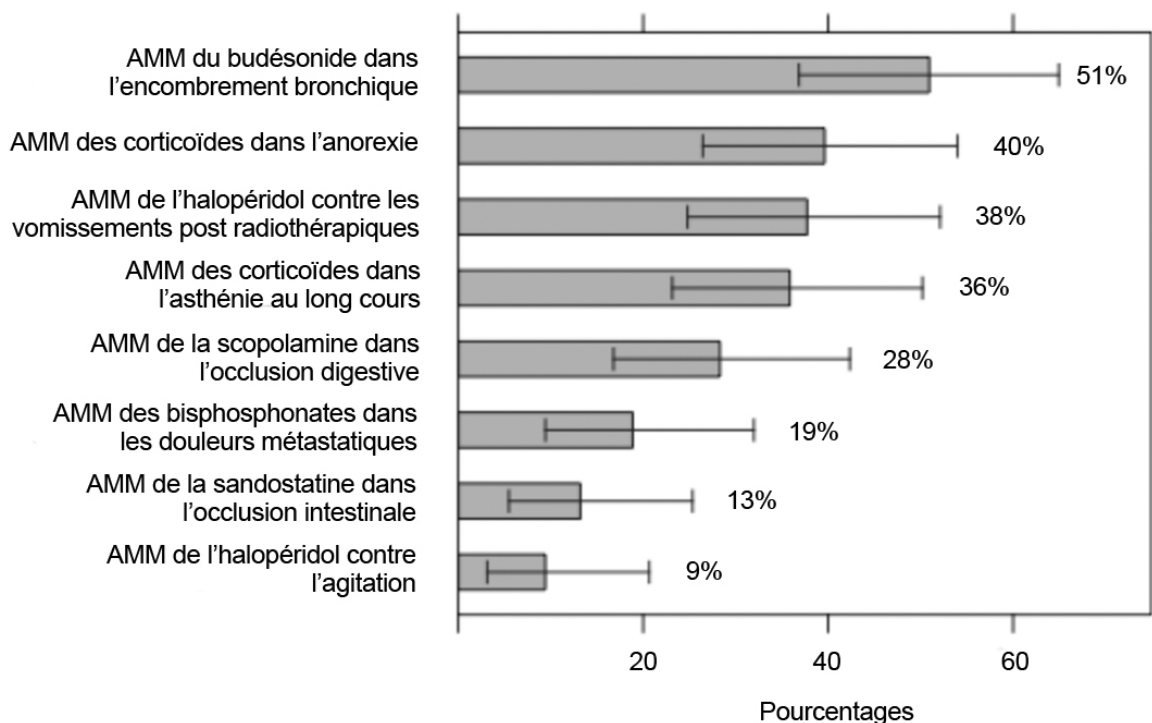 AMM du budésonide dans
l’encombrement bronchique
51%
AMM des corticoïdes dans l’anorexie
40%
AMM de l’halopéridol contre les
vomissements post radiothérapiques
38%
AMM des corticoïdes dans
l’asthénie au long cours
36%
AMM de la scopolamine dans
l’occlusion digestive
28%
AMM des bisphosphonates dans
les douleurs métastatiques
19%
AMM de la sandostatine dans
l’occlusion intestinale
13%
AMM de l’halopéridol contre
l’agitation
9%
20
40
60
Pourcentages